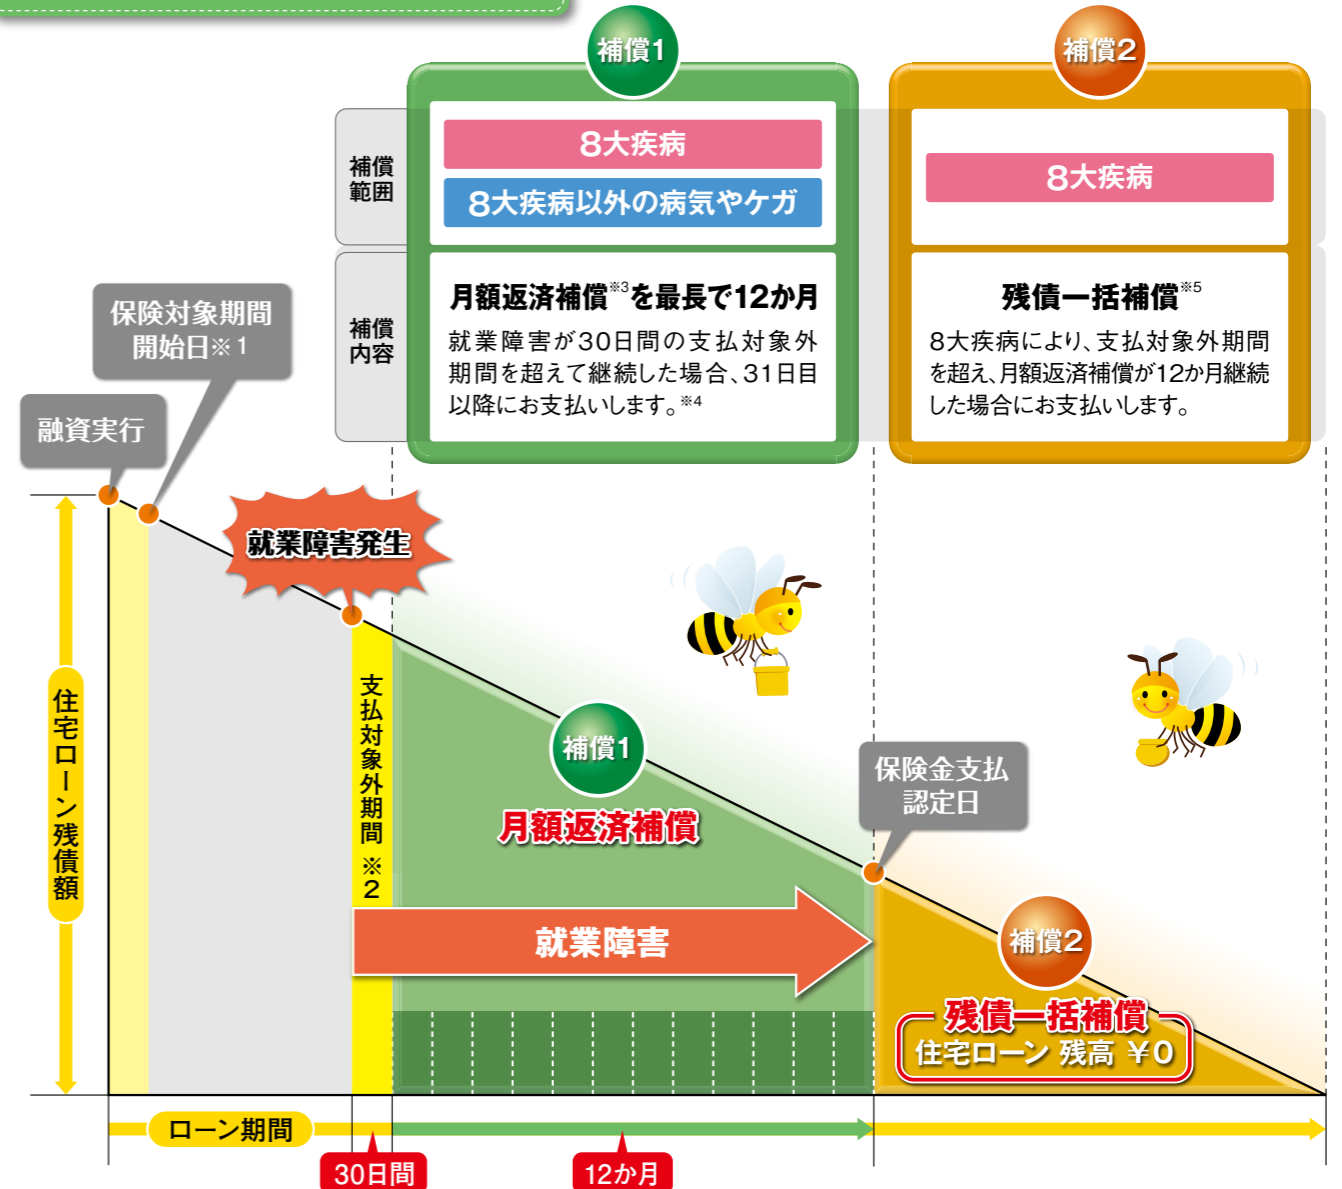 補償1
補償2
補償
範囲
8大疾病
8大疾病以外の病気やケガ
8大疾病
補償
内容
月額返済補償※3を最長で12か月
就業障害が30日間の支払対象外
期間を超えて継続した場合、31日目
以降にお支払いします。※4
残債一括補償※5
8大疾病により、支払対象外期間
を超え、月額返済補償が12か月継続
した場合にお支払いします。
保険対象期間
開始日※1
融資実行
就業障害発生
住宅ローン残債額
支払対象外期間※2
補償1
月額返済補償
保険金支払
認定日
就業障害
補償2
残債一括補償
住宅ローン 残高 ¥0
ローン期間
30日間
12か月